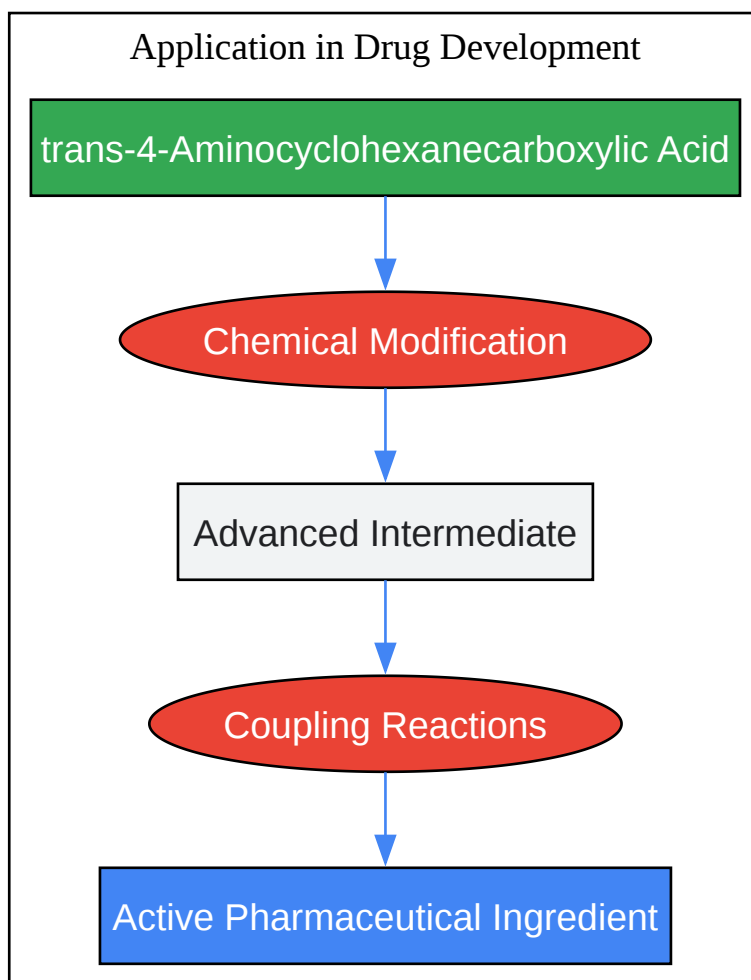 Application in Drug Development
trans-4-Aminocyclohexanecarboxylic Acid
Chemical Modification
Advanced Intermediate
Coupling Reactions
Active Pharmaceutical Ingredient